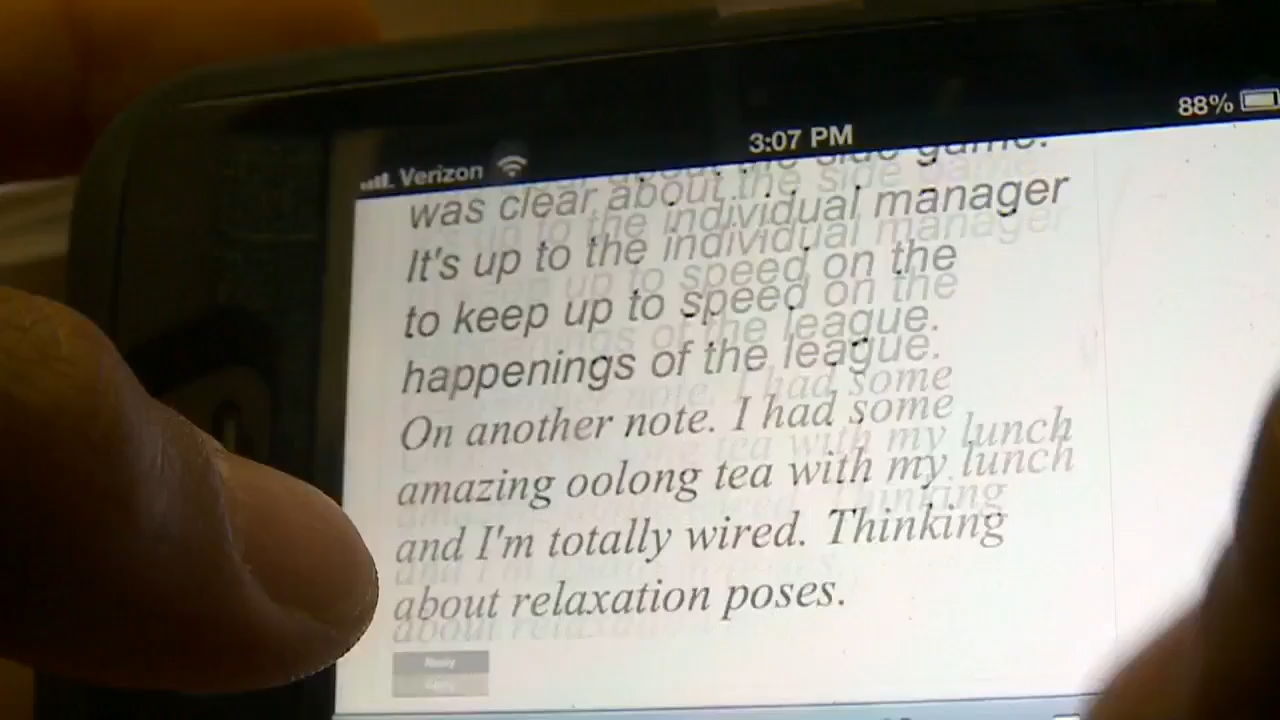 Verizon 3:07 PM 88%
was clear about the side game.
It's up to the individual manager
to keep up to speed on the
happenings of the league.
On another note. I had some
amazing oolong tea with my lunch
and I'm totally wired. Thinking
about relaxation poses.
Reply